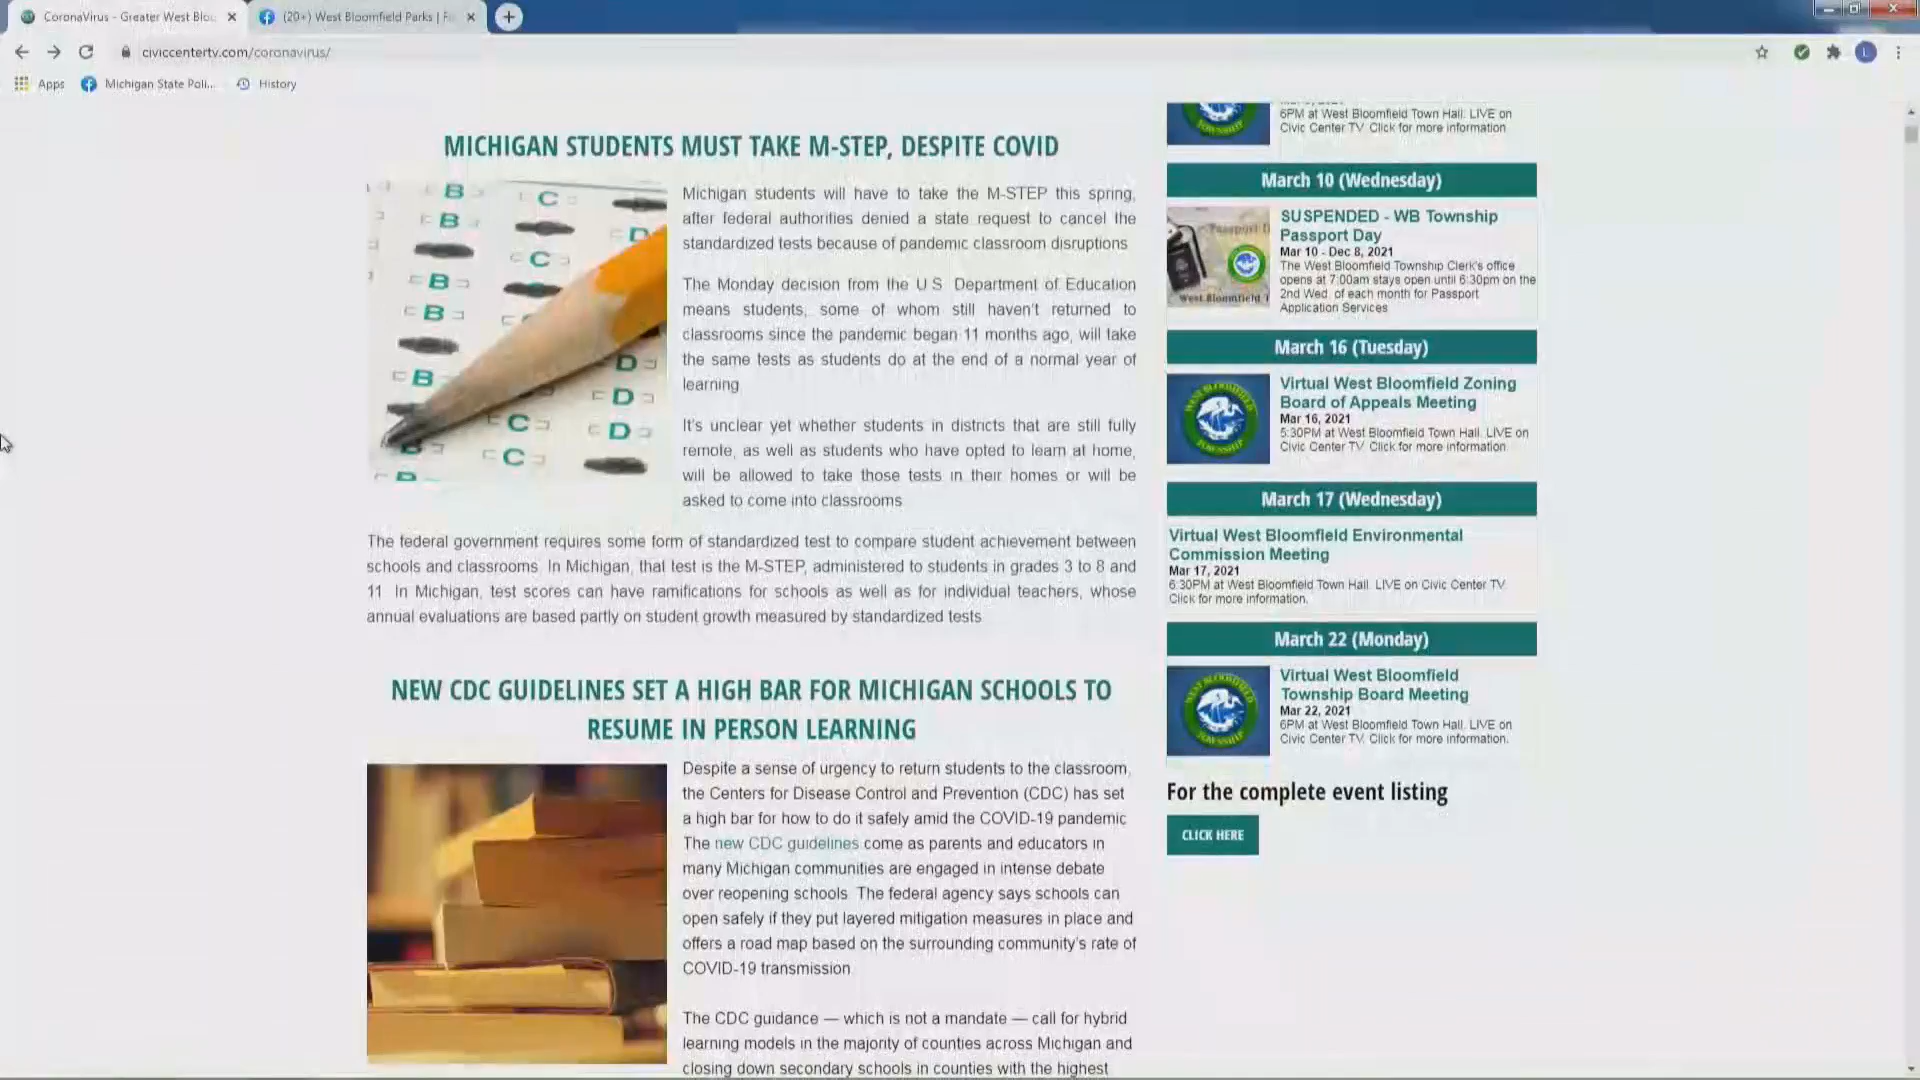 CoronaVirus - Greater West Bloo
(20+) West Bloomfield Parks | F
civiccentertv.com/coronavirus/
Apps
Michigan State Poli...
History
MICHIGAN STUDENTS MUST TAKE M-STEP, DESPITE COVID
Michigan students will have to take the M-STEP this spring,
after federal authorities denied a state request to cancel the
standardized tests because of pandemic classroom disruptions
The Monday decision from the U S Department of Education
means students, some of whom still haven't returned to
classrooms since the pandemic began 11 months ago, will take
the same tests as students do at the end of a normal year of
learning
It's unclear yet whether students in districts that are still fully
remote, as well as students who have opted to learn at home,
will be allowed to take those tests in their homes or will be
asked to come into classrooms
The federal government requires some form of standardized test to compare student achievement between
schools and classrooms. In Michigan, that test is the M-STEP, administered to students in grades 3 to 8 and
11 In Michigan, test scores can have ramifications for schools as well as for individual teachers, whose
annual evaluations are based partly on student growth measured by standardized tests
NEW CDC GUIDELINES SET A HIGH BAR FOR MICHIGAN SCHOOLS TO
RESUME IN PERSON LEARNING
Despite a sense of urgency to return students to the classroom,
the Centers for Disease Control and Prevention (CDC) has set
a high bar for how to do it safely amid the COVID-19 pandemic
The new CDC guidelines come as parents and educators in
many Michigan communities are engaged in intense debate
over reopening schools. The federal agency says schools can
open safely if they put layered mitigation measures in place and
offers a road map based on the surrounding community's rate of
COVID-19 transmission
The CDC guidance — which is not a mandate — call for hybrid
learning models in the majority of counties across Michigan and
closing down secondary schools in counties with the highest
6PM at West Bloomfield Town Hall. LIVE on
Civic Center TV. Click for more information
March 10 (Wednesday)
SUSPENDED - WB Township
Passport Day
Mar 10 - Dec 8, 2021
The West Bloomfield Township Clerk's office
opens at 7:00am stays open until 6:30pm on the
2nd Wed. of each month for Passport
Application Services
March 16 (Tuesday)
Virtual West Bloomfield Zoning
Board of Appeals Meeting
Mar 16, 2021
5:30PM at West Bloomfield Town Hall. LIVE on
Civic Center TV. Click for more information.
March 17 (Wednesday)
Virtual West Bloomfield Environmental
Commission Meeting
Mar 17, 2021
6:30PM at West Bloomfield Town Hall. LIVE on Civic Center TV.
Click for more information.
March 22 (Monday)
Virtual West Bloomfield
Township Board Meeting
Mar 22, 2021
6PM at West Bloomfield Town Hall. LIVE on
Civic Center TV. Click for more information.
For the complete event listing
CLICK HERE